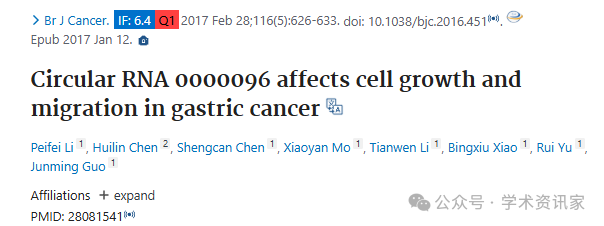 Br J Cancer. IF: 6.4 Q1 2017 Feb 28;116(5):626-633. doi: 10.1038/bjc.2016.451.
Epub 2017 Jan 12.
Circular RNA 0000096 affects cell growth and
migration in gastric cancer
Peifei Li 1, Huilin Chen 2, Shengcan Chen 1, Xiaoyan Mo 1, Tianwen Li 1, Bingxiu Xiao 1, Rui Yu 1,
Junming Guo 1
Affiliations + expand
PMID: 28081541
公众号 · 学术资讯家